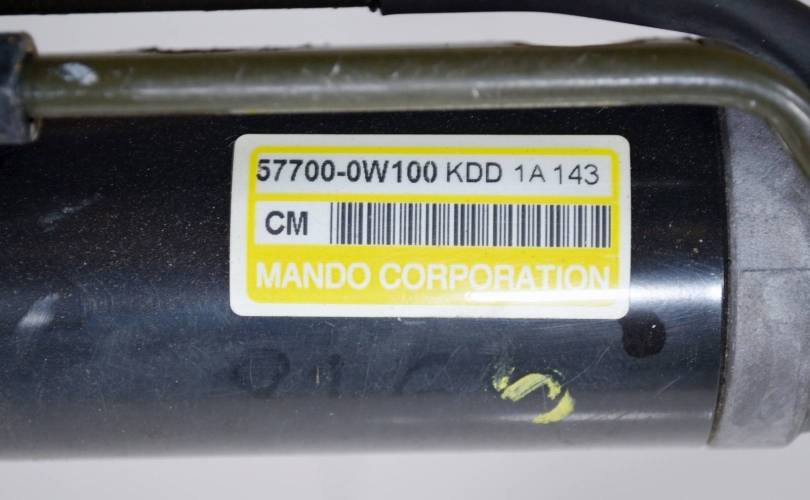 57700-0W100 KDD 1A 143
CM
MANDO CORPORATION